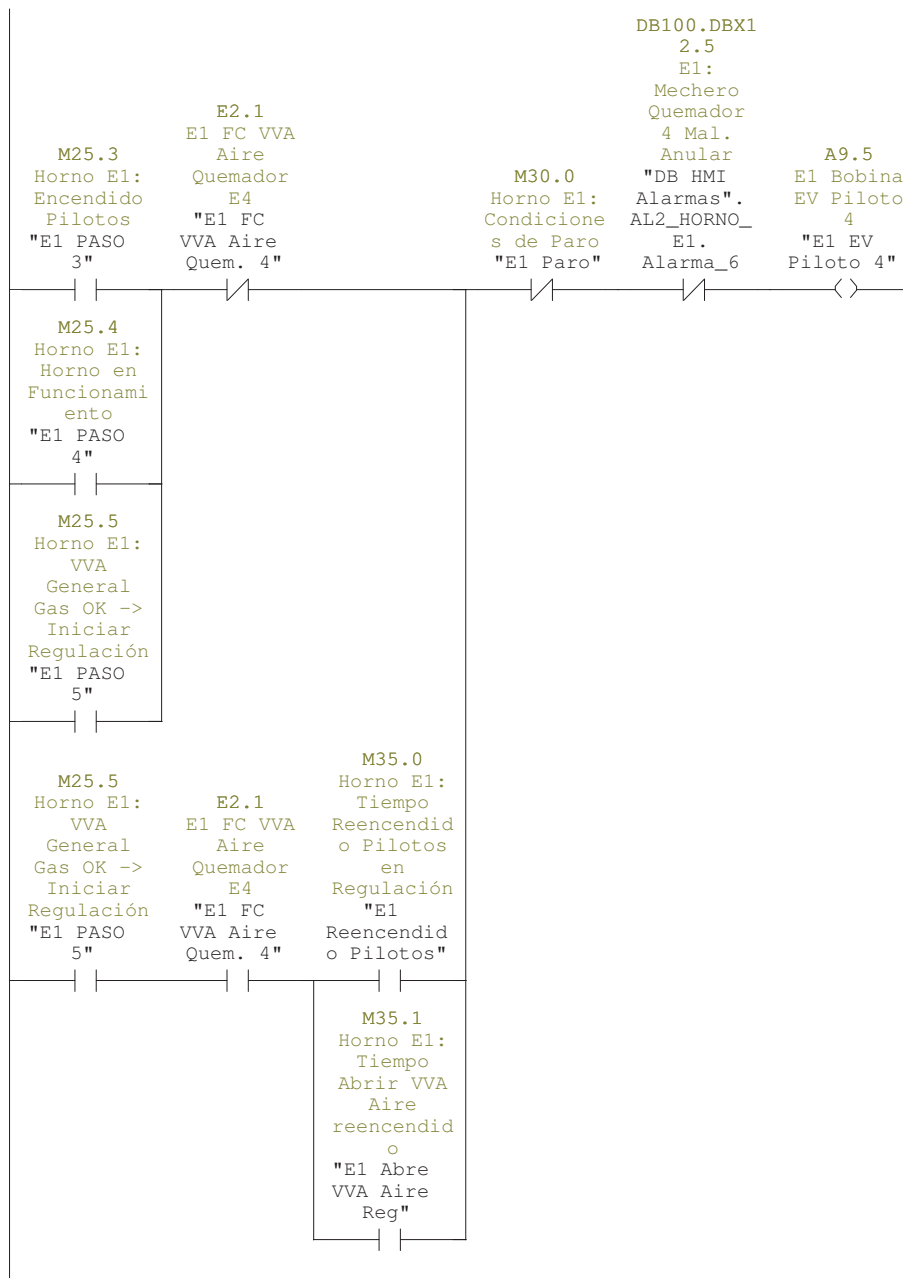 DB100.DBX1
2.5
E1:
Mechero
Quemador
4 Mal.
Anular
"DB HMI
Alarmas".
AL2_HORNO_
E1.
Alarma_6
E2.1
E1 FC VVA
Aire
Quemador
E4
"E1 FC
VVA Aire
Quem. 4"
M25.3
Horno E1:
Encendido
Pilotos
"E1 PASO
3"
M30.0
Horno E1:
Condicione
s de Paro
"E1 Paro"
A9.5
E1 Bobina
EV Piloto
4
"E1 EV
Piloto 4"
M25.4
Horno E1:
Horno en
Funcionami
ento
"E1 PASO
4"
M25.5
Horno E1:
VVA
General
Gas OK ->
Iniciar
Regulación
"E1 PASO
5"
M25.5
Horno E1:
VVA
General
Gas OK ->
Iniciar
Regulación
"E1 PASO
5"
E2.1
E1 FC VVA
Aire
Quemador
E4
"E1 FC
VVA Aire
Quem. 4"
M35.0
Horno E1:
Tiempo
Reencendid
o Pilotos
en
Regulación
"E1
Reencendid
o Pilotos"
M35.1
Horno E1:
Tiempo
Abrir VVA
Aire
reencendid
o
"E1 Abre
VVA Aire
Reg"